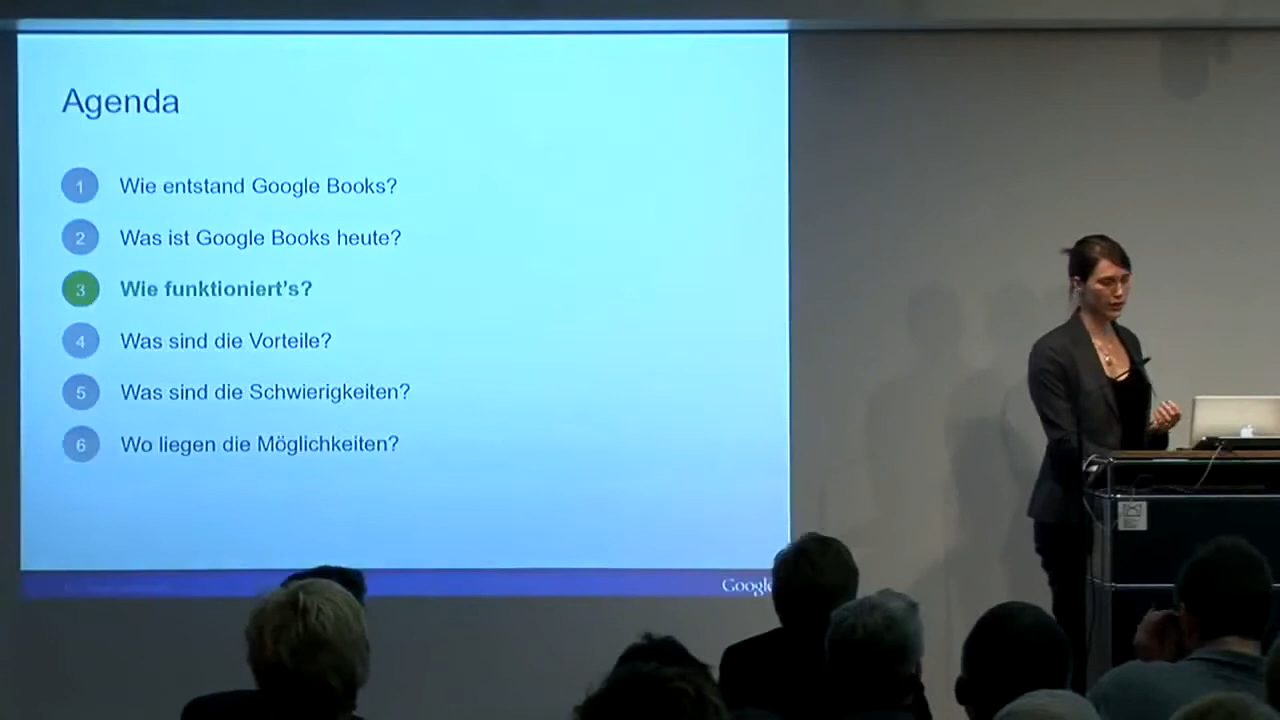 Agenda
1 Wie entstand Google Books?
2 Was ist Google Books heute?
3 Wie funktioniert's?
4 Was sind die Vorteile?
5 Was sind die Schwierigkeiten?
6 Wo liegen die Möglichkeiten?
Google